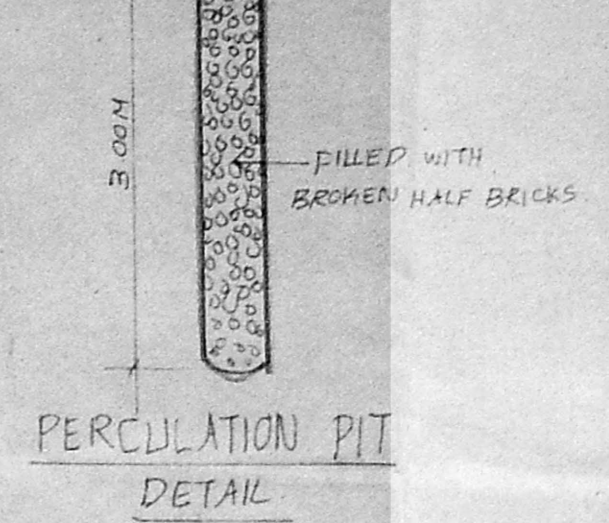 3.00M
FILLED WITH
BROKEN HALF BRICKS.
PERCULATION PIT
DETAIL